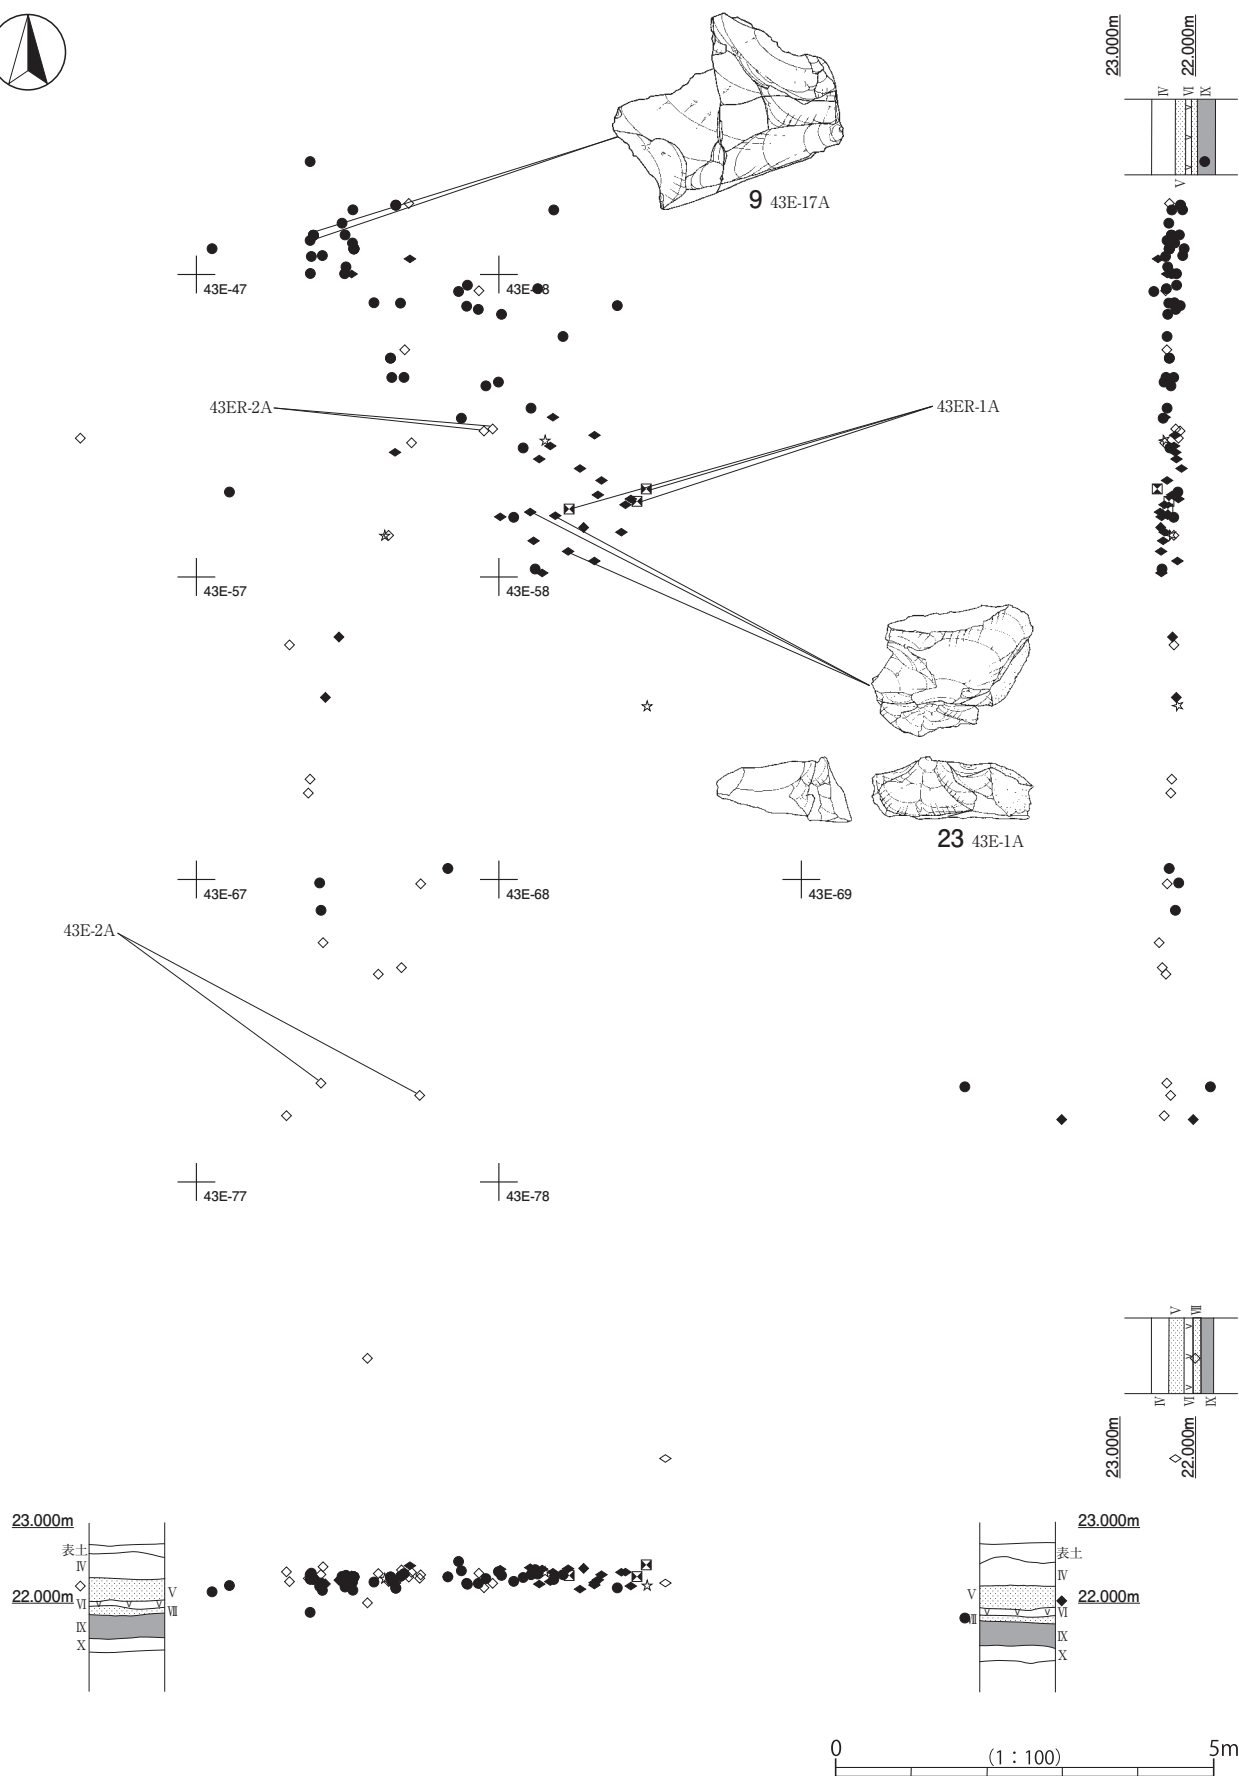 23.000m
22.000m
Ⅳ
Ⅵ
Ⅸ
Ⅴ
9 43E-17A
43E-47
43E-48
43ER-2A
43ER-1A
43E-57
43E-58
23 43E-1A
43E-67
43E-68
43E-69
43E-2A
43E-77
43E-78
Ⅴ
Ⅶ
Ⅳ
Ⅵ
Ⅸ
23.000m
22.000m
23.000m
表土
Ⅳ
22.000m
Ⅴ
Ⅵ
Ⅶ
Ⅸ
Ⅹ
23.000m
表土
Ⅳ
Ⅴ
22.000m
Ⅵ
Ⅶ
Ⅸ
Ⅹ
0
(1：100)
5m